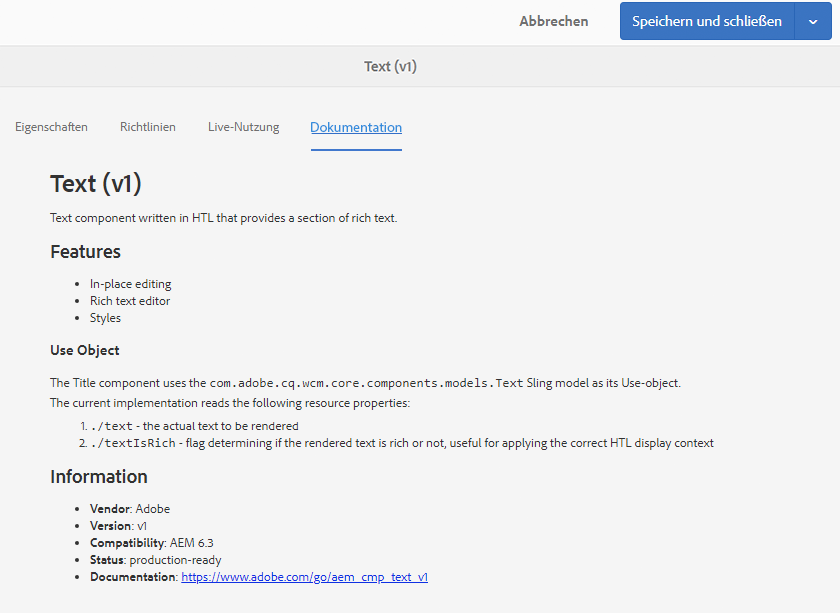 Abbrechen
Speichern und schließen
Text (v1)
Eigenschaften
Richtlinien
Live-Nutzung
Dokumentation
Text (v1)
Text component written in HTL that provides a section of rich text.
Features
• In-place editing
• Rich text editor
• Styles
Use Object
The Title component uses the com.adobe.cq.wcm.core.components.models.Text Sling model as its Use-object.
The current implementation reads the following resource properties:
1. ./text - the actual text to be rendered
2. ./textIsRich - flag determining if the rendered text is rich or not, useful for applying the correct HTL display context
Information
• Vendor: Adobe
• Version: v1
• Compatibility: AEM 6.3
• Status: production-ready
• Documentation: https://www.adobe.com/go/aem_cmp_text_v1